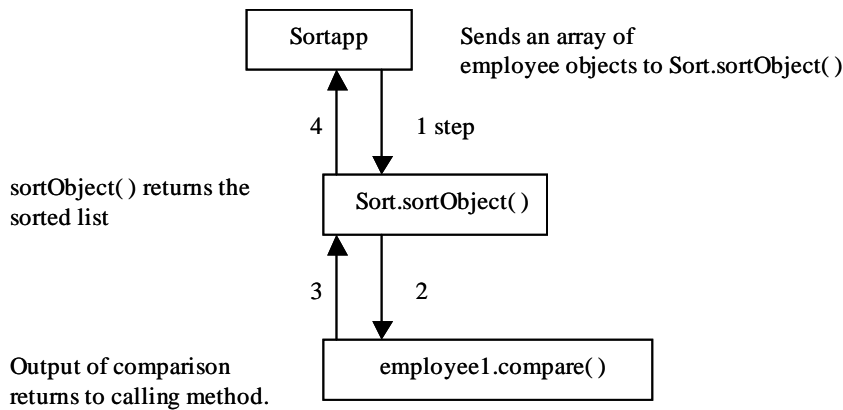 Sortapp
Sends an array of
employee objects to Sort.sortObject( )
4
1 step
sortObject( ) returns the
sorted list
Sort.sortObject( )
3
2
Output of comparison
returns to calling method.
employee1.compare( )